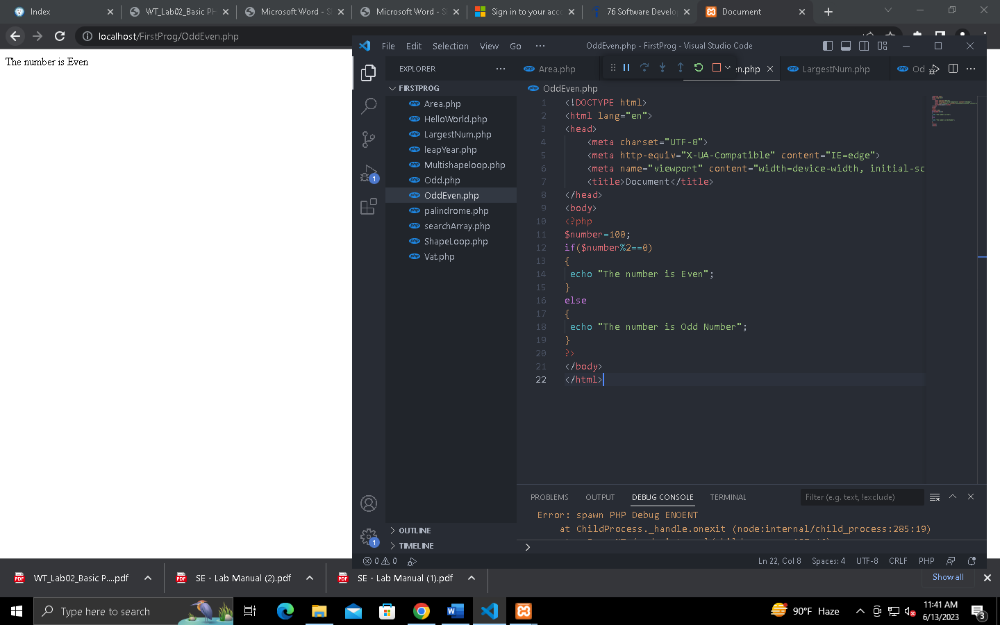 Index
WT_Lab02_Basic PH
Microsoft Word - S
Microsoft Word - S
Sign in to your acco
76 Software Develo
Document
localhost/FirstProg/OddEven.php
The number is Even
File Edit Selection View Go ··· OddEven.php - FirstProg - Visual Studio Code
EXPLORER
Area.php
en.php
LargestNum.php
Od
FIRSTPROG
Area.php
HelloWorld.php
LargestNum.php
leapYear.php
Multishapeloop.php
Odd.php
OddEven.php
palindrome.php
searchArray.php
ShapeLoop.php
Vat.php
OUTLINE
TIMELINE
1
1
OddEven.php
1 <!DOCTYPE html>
2 <html lang="en">
3 <head>
4 <meta charset="UTF-8">
5 <meta http-equiv="X-UA-Compatible" content="IE=edge">
6 <meta name="viewport" content="width=device-width, initial-sc
7 <title>Document</title>
8 </head>
9 <body>
10 <?php
11 $number=100;
12 if($number%2==0)
13 {
14 echo "The number is Even";
15 }
16 else
17 {
18 echo "The number is Odd Number";
19 }
20 ?>
21 </body>
22 </html>
PROBLEMS OUTPUT DEBUG CONSOLE TERMINAL Filter (e.g. text, !exclude)
Error: spawn PHP Debug ENOENT
at ChildProcess._handle.onexit (node:internal/child_process:285:19)
0 0 Ln 22, Col 8 Spaces: 4 UTF-8 CRLF PHP
WT_Lab02_Basic P....pdf
SE - Lab Manual (2).pdf
SE - Lab Manual (1).pdf
Show all
Type here to search
90°F Haze
11:41 AM
6/13/2023
3